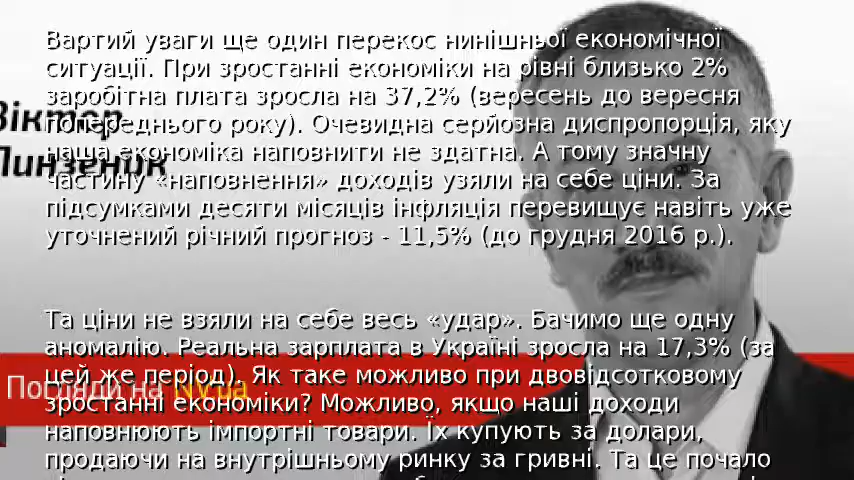 Вартий уваги ще один перекос нинішньої економічної
ситуації. При зростанні економіки на рівні близько 2%
заробітна плата зросла на 37,2% (вересень до вересня
попереднього року). Очевидна серйозна диспропорція, яку
наша економіка наповнити не здатна. А тому значну
частину «наповнення» доходів узяли на себе ціни. За
підсумками десяти місяців інфляція перевищує навіть уже
уточнений річний прогноз - 11,5% (до грудня 2016 р.).
Та ціни не взяли на себе весь «удар». Бачимо ще одну
аномалію. Реальна зарплата в Україні зросла на 17,3% (за
цей же період). Як таке можливо при двовідсотковому
зростанні економіки? Можливо, якщо наші доходи
наповнюють імпортні товари. Їх купують за долари,
продаючи на внутрішньому ринку за гривні. Та це почало
Віктор
Пинзеник
Погляди на NV.ua